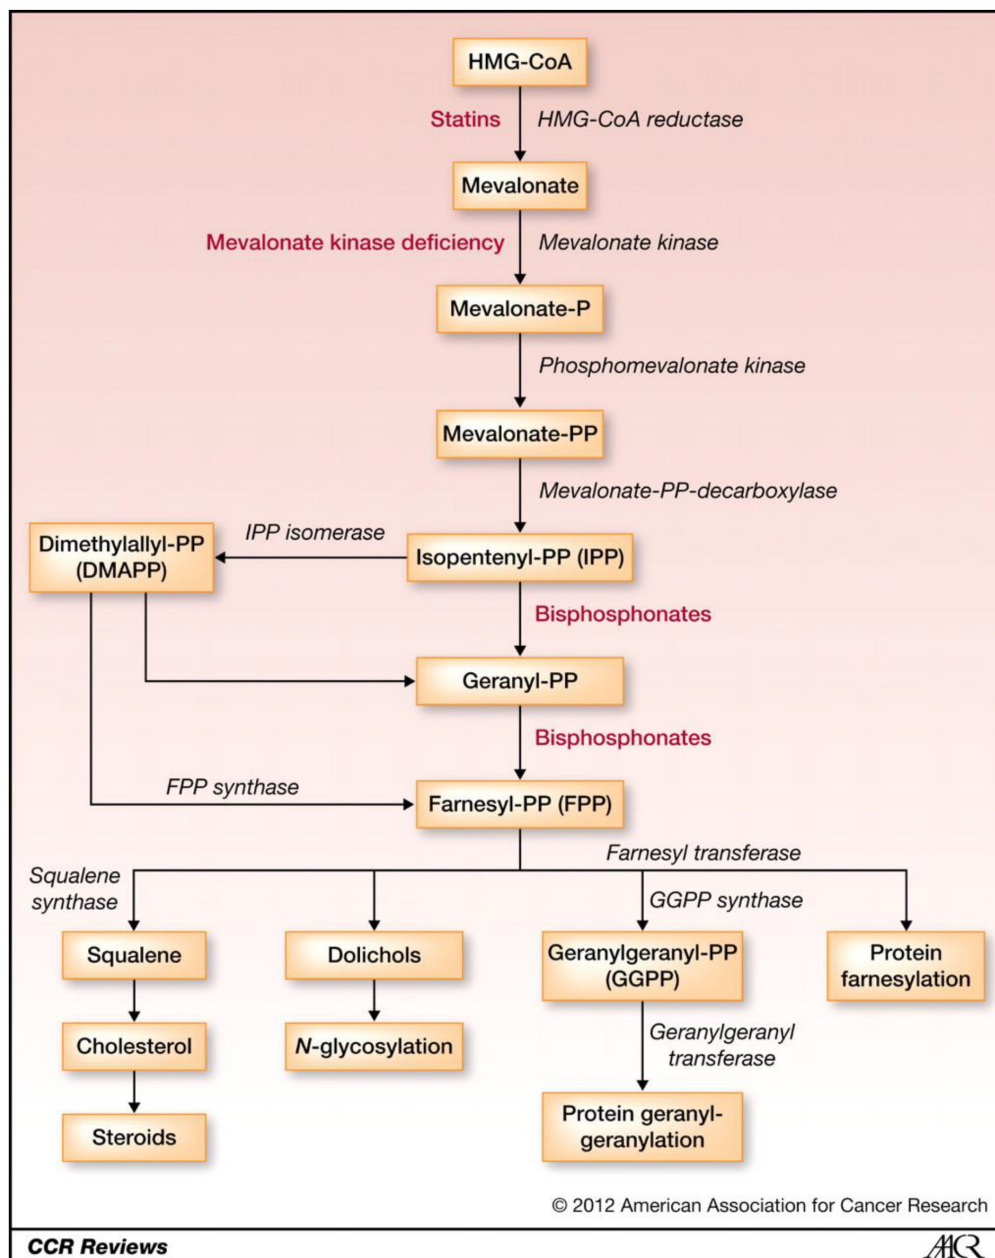 HMG-CoA
Statins HMG-CoA reductase
Mevalonate
Mevalonate kinase deficiency Mevalonate kinase
Mevalonate-P
Phosphomevalonate kinase
Mevalonate-PP
Mevalonate-PP-decarboxylase
IPP isomerase
Dimethylallyl-PP
(DMAPP)
Isopentenyl-PP (IPP)
Bisphosphonates
Geranyl-PP
Bisphosphonates
FPP synthase
Farnesyl-PP (FPP)
Farnesyl transferase
Squalene
synthase
GGPP synthase
Squalene
Dolichols
Geranylgeranyl-PP
(GGPP)
Protein
farnesylation
Cholesterol
N-glycosylation
Geranylgeranyl
transferase
Steroids
Protein geranyl-
geranylation
© 2012 American Association for Cancer Research
CCR Reviews
AACR